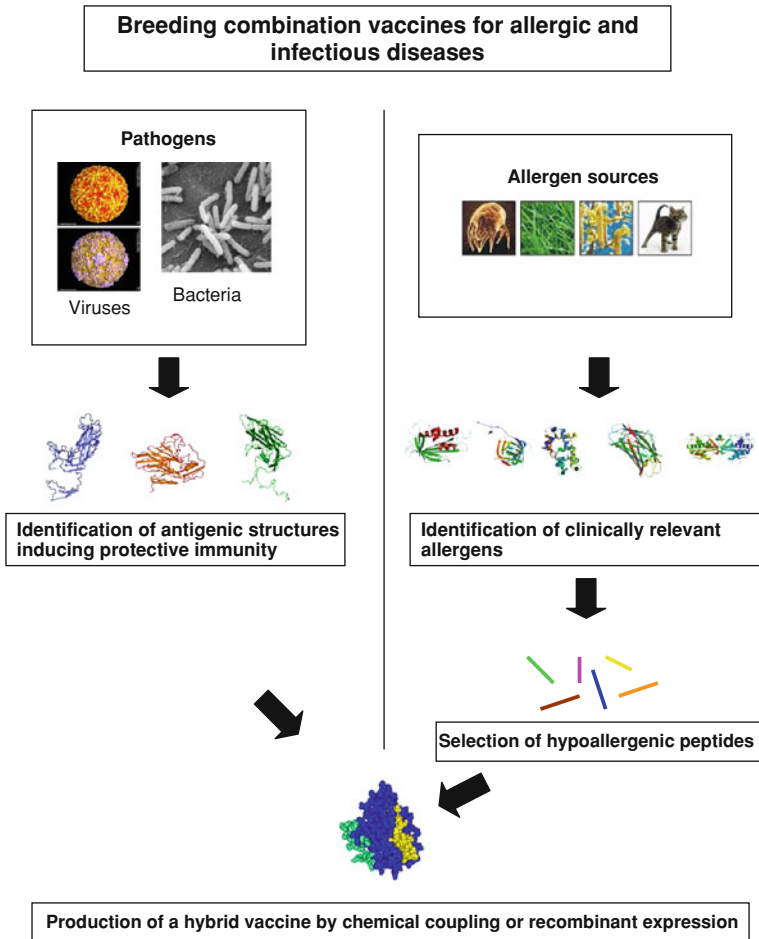 Breeding combination vaccines for allergic and
infectious diseases
Pathogens
Viruses
Bacteria
Allergen sources
Identification of antigenic structures
inducing protective immunity
Identification of clinically relevant
allergens
Selection of hypoallergenic peptides
Production of a hybrid vaccine by chemical coupling or recombinant expression